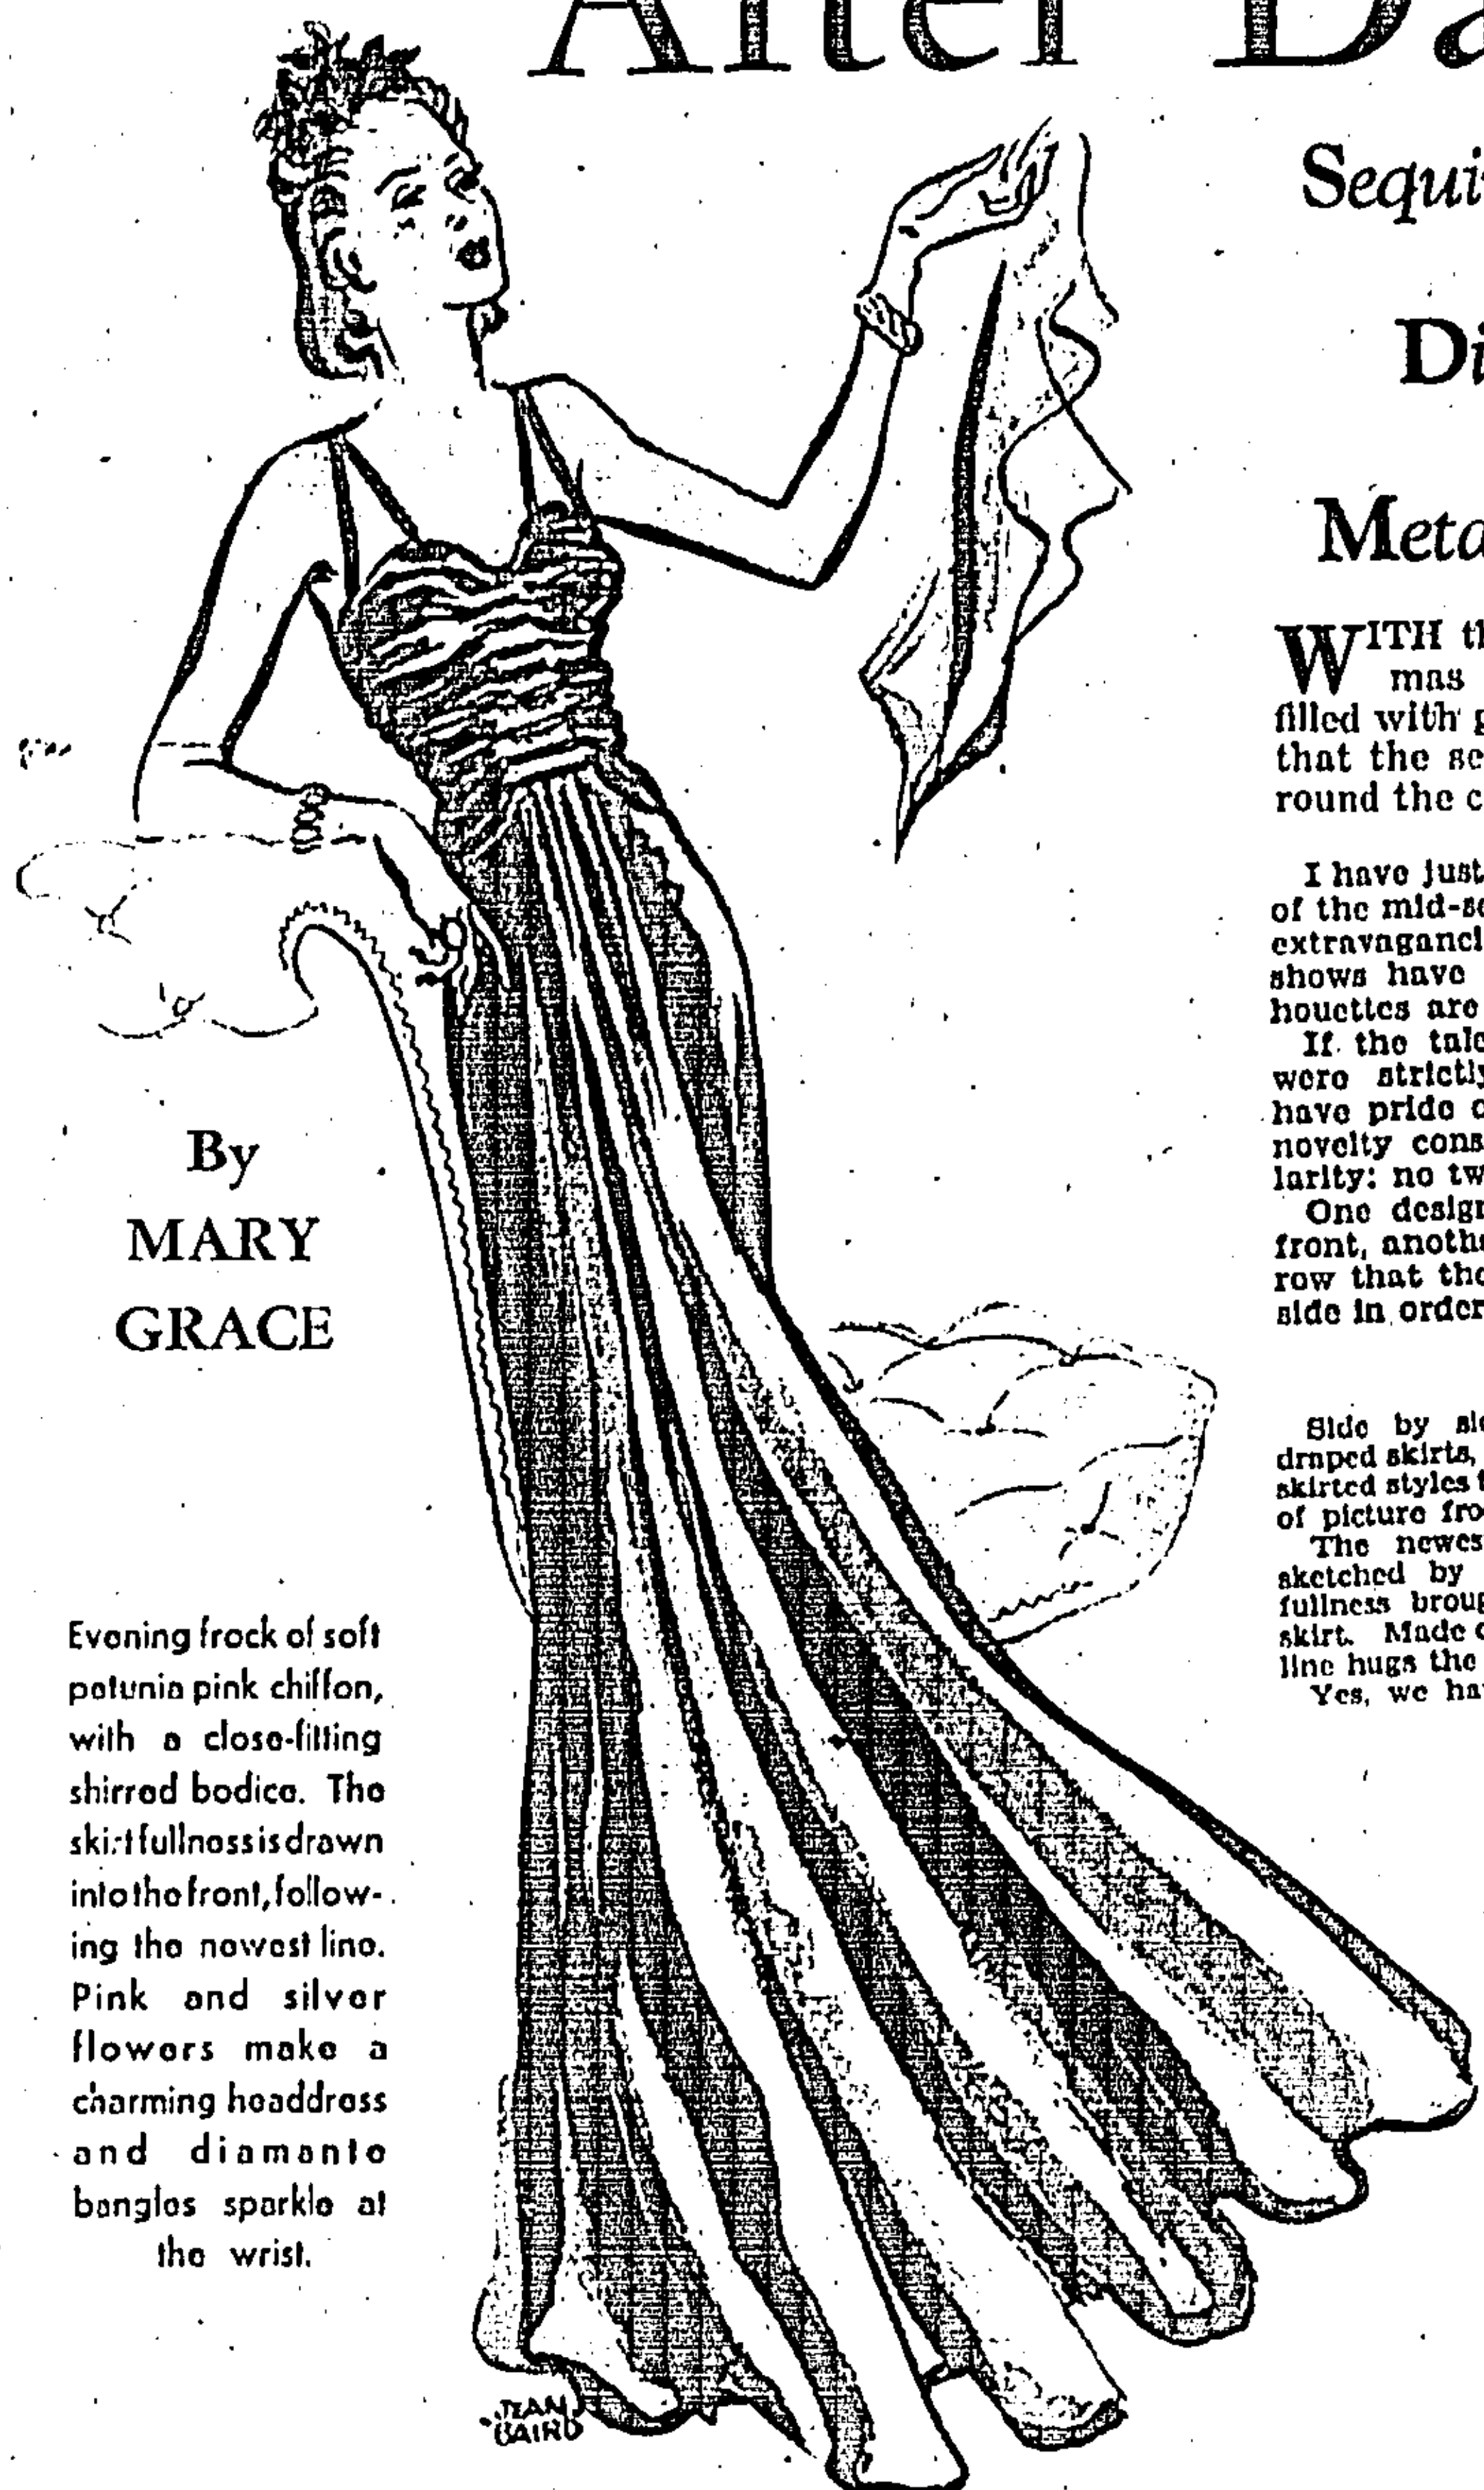 After Da
Sequi
Di
Meta
By
MARY
GRACE
Evening frock of soft
petunia pink chiffon,
with a close-fitting
shirred bodice. The
skirt fullness is drawn
into the front, follow-
ing the newest line.
Pink and silver
flowers make a
charming headdress
and diamante
bangles sparkle at
the wrist.
JEAN
BAIRD
WITH th
mas
filled with g
that the se
round the c
I have just
of the mid-se
extravaganci
shows have
houettes are
If the tale
were strictly
have pride o
novelty cons
larity: no tw
One design
front, anothe
row that the
side in order
Side by sid
draped skirts,
skirted styles t
of picture fro
The newes
sketched by
fullness broug
skirt. Made o
line hugs the
Yes, we hav